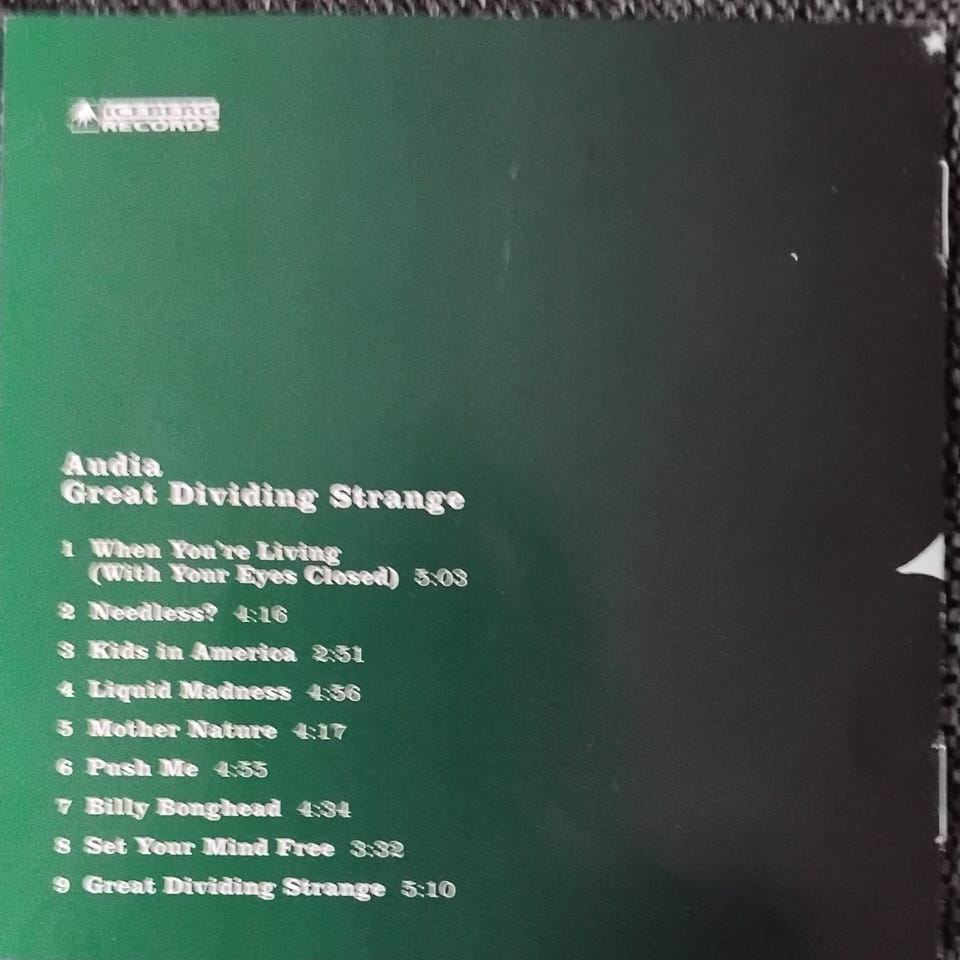 ICEBERG
RECORDS
Audia
Great Dividing Strange
1 When You're Living
(With Your Eyes Closed) 5:03
2 Needless? 4:16
3 Kids in America 2:51
4 Liquid Madness 4:56
5 Mother Nature 4:17
6 Push Me 4:55
7 Billy Bonghead 4:34
8 Set Your Mind Free 3:32
9 Great Dividing Strange 5:10